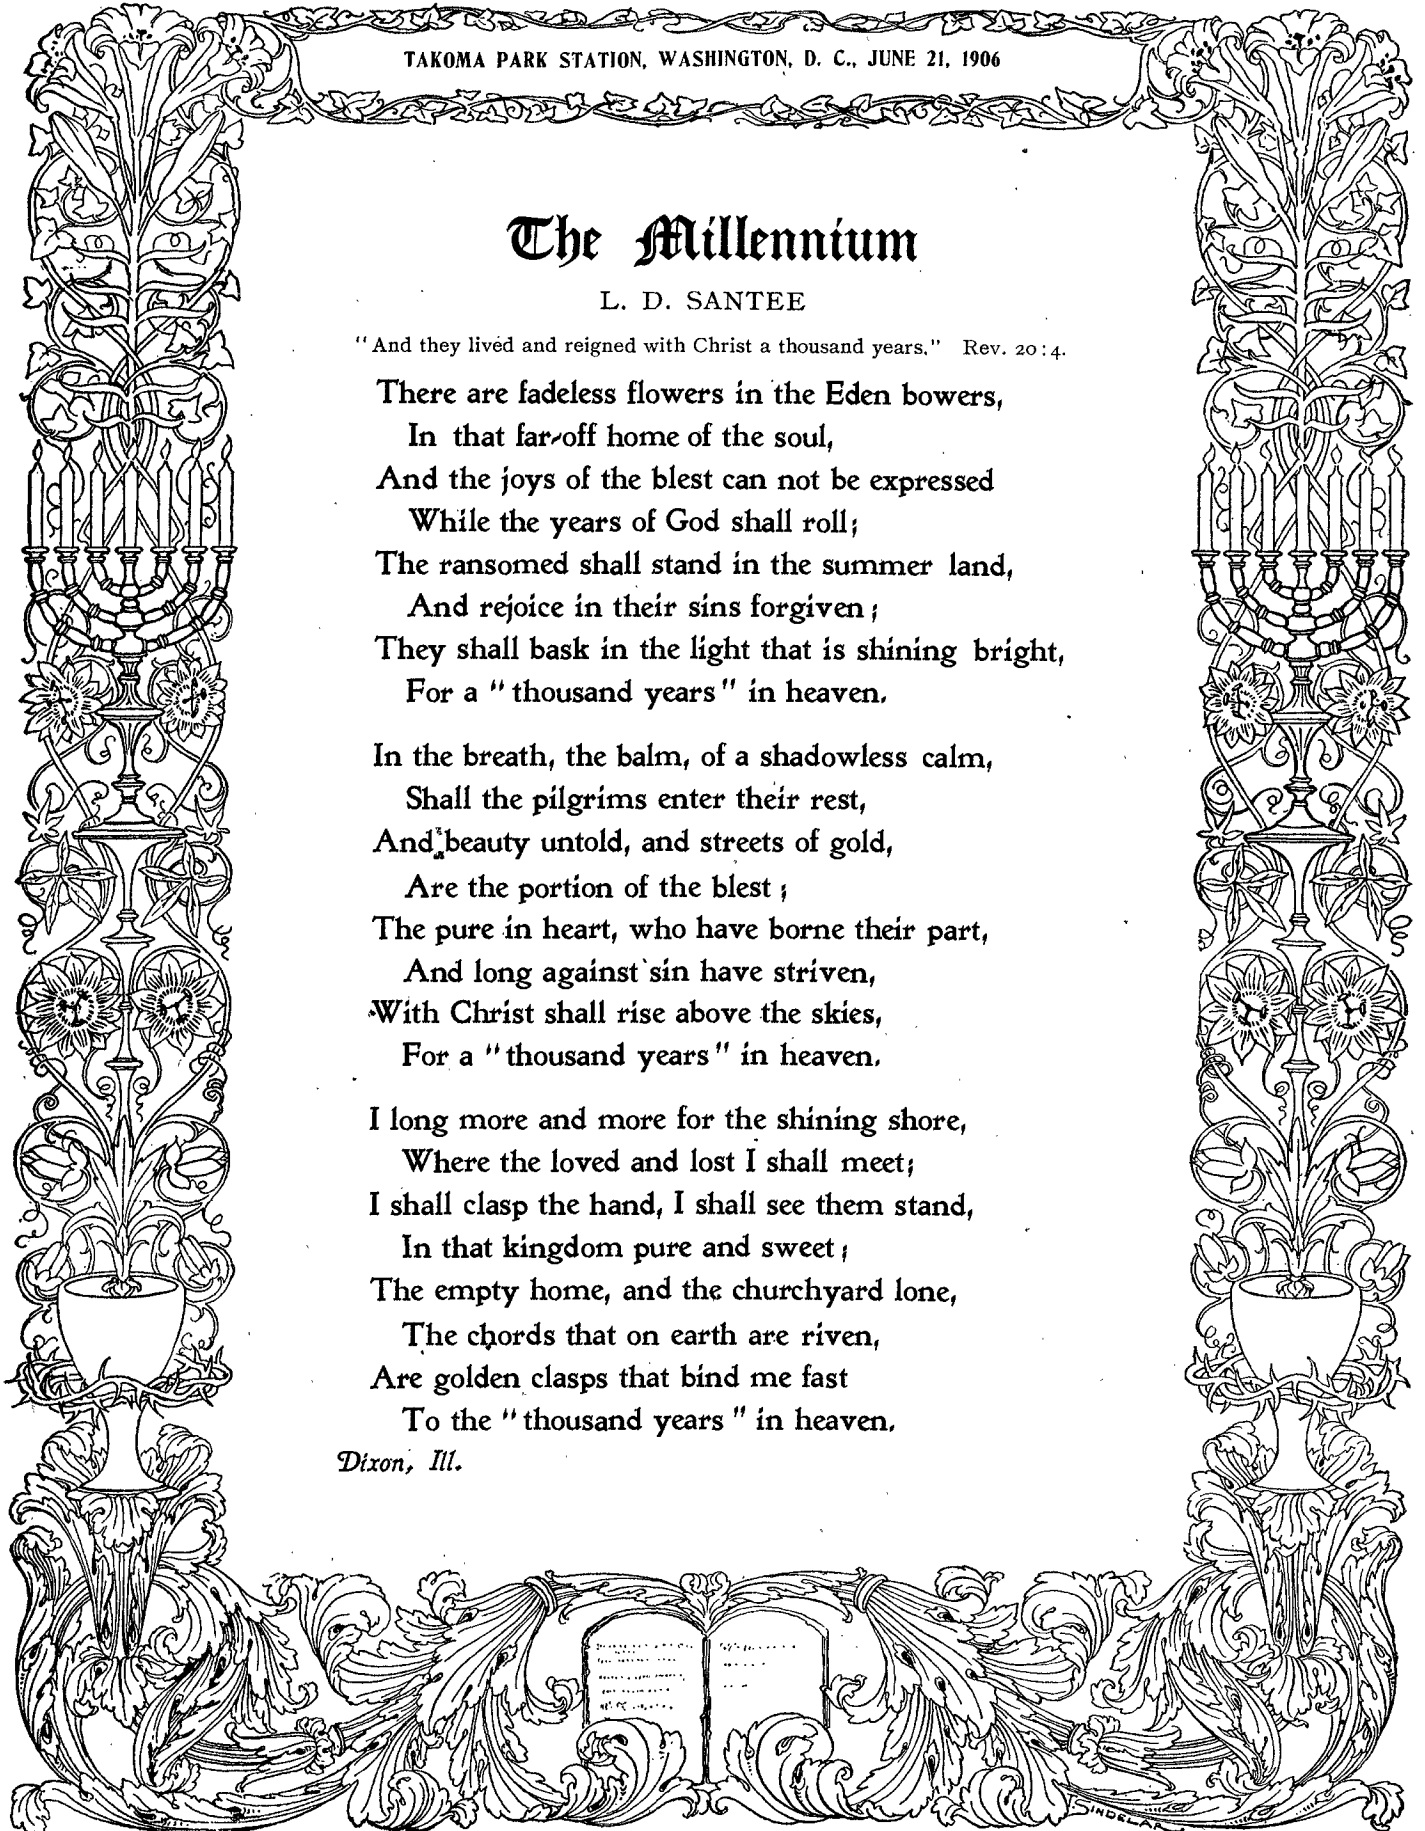 TAKOMA PARK STATION, WASHINGTON, D. C., JUNE 21, 1906
The Millennium
L. D. SANTEE
"And they lived and reigned with Christ a thousand years." Rev. 20:4.
There are fadeless flowers in the Eden bowers,
In that far-off home of the soul,
And the joys of the blest can not be expressed
While the years of God shall roll;
The ransomed shall stand in the summer land,
And rejoice in their sins forgiven;
They shall bask in the light that is shining bright,
For a "thousand years" in heaven.
In the breath, the balm, of a shadowless calm,
Shall the pilgrims enter their rest,
And beauty untold, and streets of gold,
Are the portion of the blest;
The pure in heart, who have borne their part,
And long against sin have striven,
With Christ shall rise above the skies,
For a "thousand years" in heaven.
I long more and more for the shining shore,
Where the loved and lost I shall meet;
I shall clasp the hand, I shall see them stand,
In that kingdom pure and sweet;
The empty home, and the churchyard lone,
The chords that on earth are riven,
Are golden clasps that bind me fast
To the "thousand years" in heaven.
Dixon, Ill.
SINDELAR